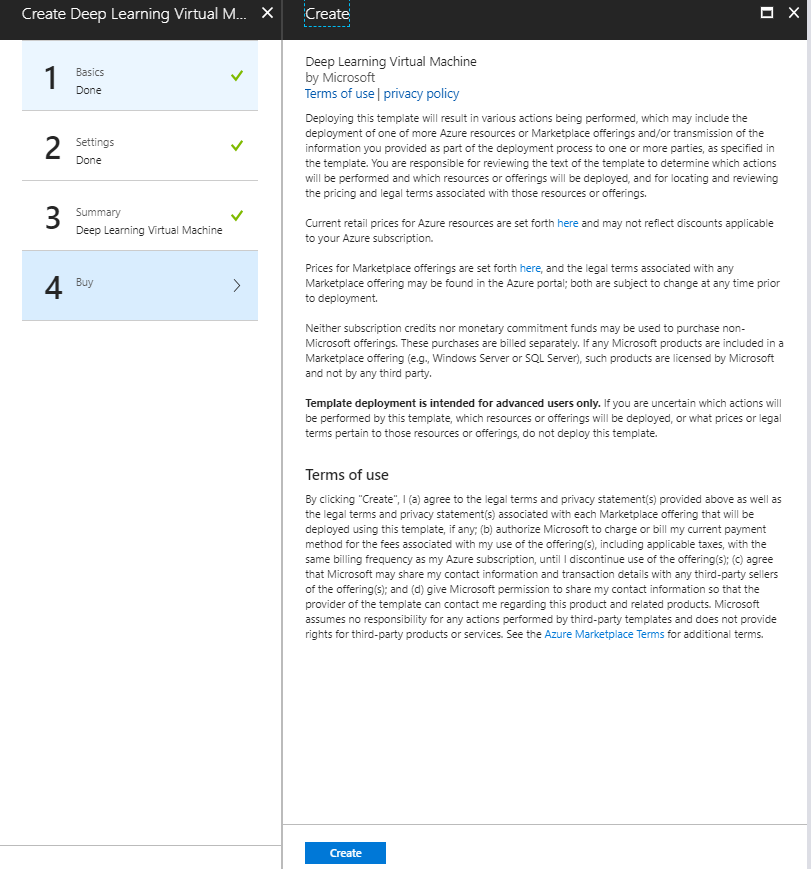 Create Deep Learning Virtual M...
1
Basics
Done
2
Settings
Done
3
Summary
Deep Learning Virtual Machine
4
Buy
Create
Deep Learning Virtual Machine
by Microsoft
Terms of use | privacy policy
Deploying this template will result in various actions being performed, which may include the
deployment of one of more Azure resources or Marketplace offerings and/or transmission of the
information you provided as part of the deployment process to one or more parties, as specified in
the template. You are responsible for reviewing the text of the template to determine which actions
will be performed and which resources or offerings will be deployed, and for locating and reviewing
the pricing and legal terms associated with those resources or offerings.
Current retail prices for Azure resources are set forth here and may not reflect discounts applicable
to your Azure subscription.
Prices for Marketplace offerings are set forth here, and the legal terms associated with any
Marketplace offering may be found in the Azure portal; both are subject to change at any time prior
to deployment.
Neither subscription credits nor monetary commitment funds may be used to purchase non-
Microsoft offerings. These purchases are billed separately. If any Microsoft products are included in a
Marketplace offering (e.g., Windows Server or SQL Server), such products are licensed by Microsoft
and not by any third party.
Template deployment is intended for advanced users only. If you are uncertain which actions will
be performed by this template, which resources or offerings will be deployed, or what prices or legal
terms pertain to those resources or offerings, do not deploy this template.
Terms of use
By clicking "Create", I (a) agree to the legal terms and privacy statement(s) provided above as well as
the legal terms and privacy statement(s) associated with each Marketplace offering that will be
deployed using this template, if any; (b) authorize Microsoft to charge or bill my current payment
method for the fees associated with my use of the offering(s), including applicable taxes, with the
same billing frequency as my Azure subscription, until I discontinue use of the offering(s); (c) agree
that Microsoft may share my contact information and transaction details with any third-party sellers
of the offering(s); and (d) give Microsoft permission to share my contact information so that the
provider of the template can contact me regarding this product and related products. Microsoft
assumes no responsibility for any actions performed by third-party templates and does not provide
rights for third-party products or services. See the Azure Marketplace Terms for additional terms.
Create